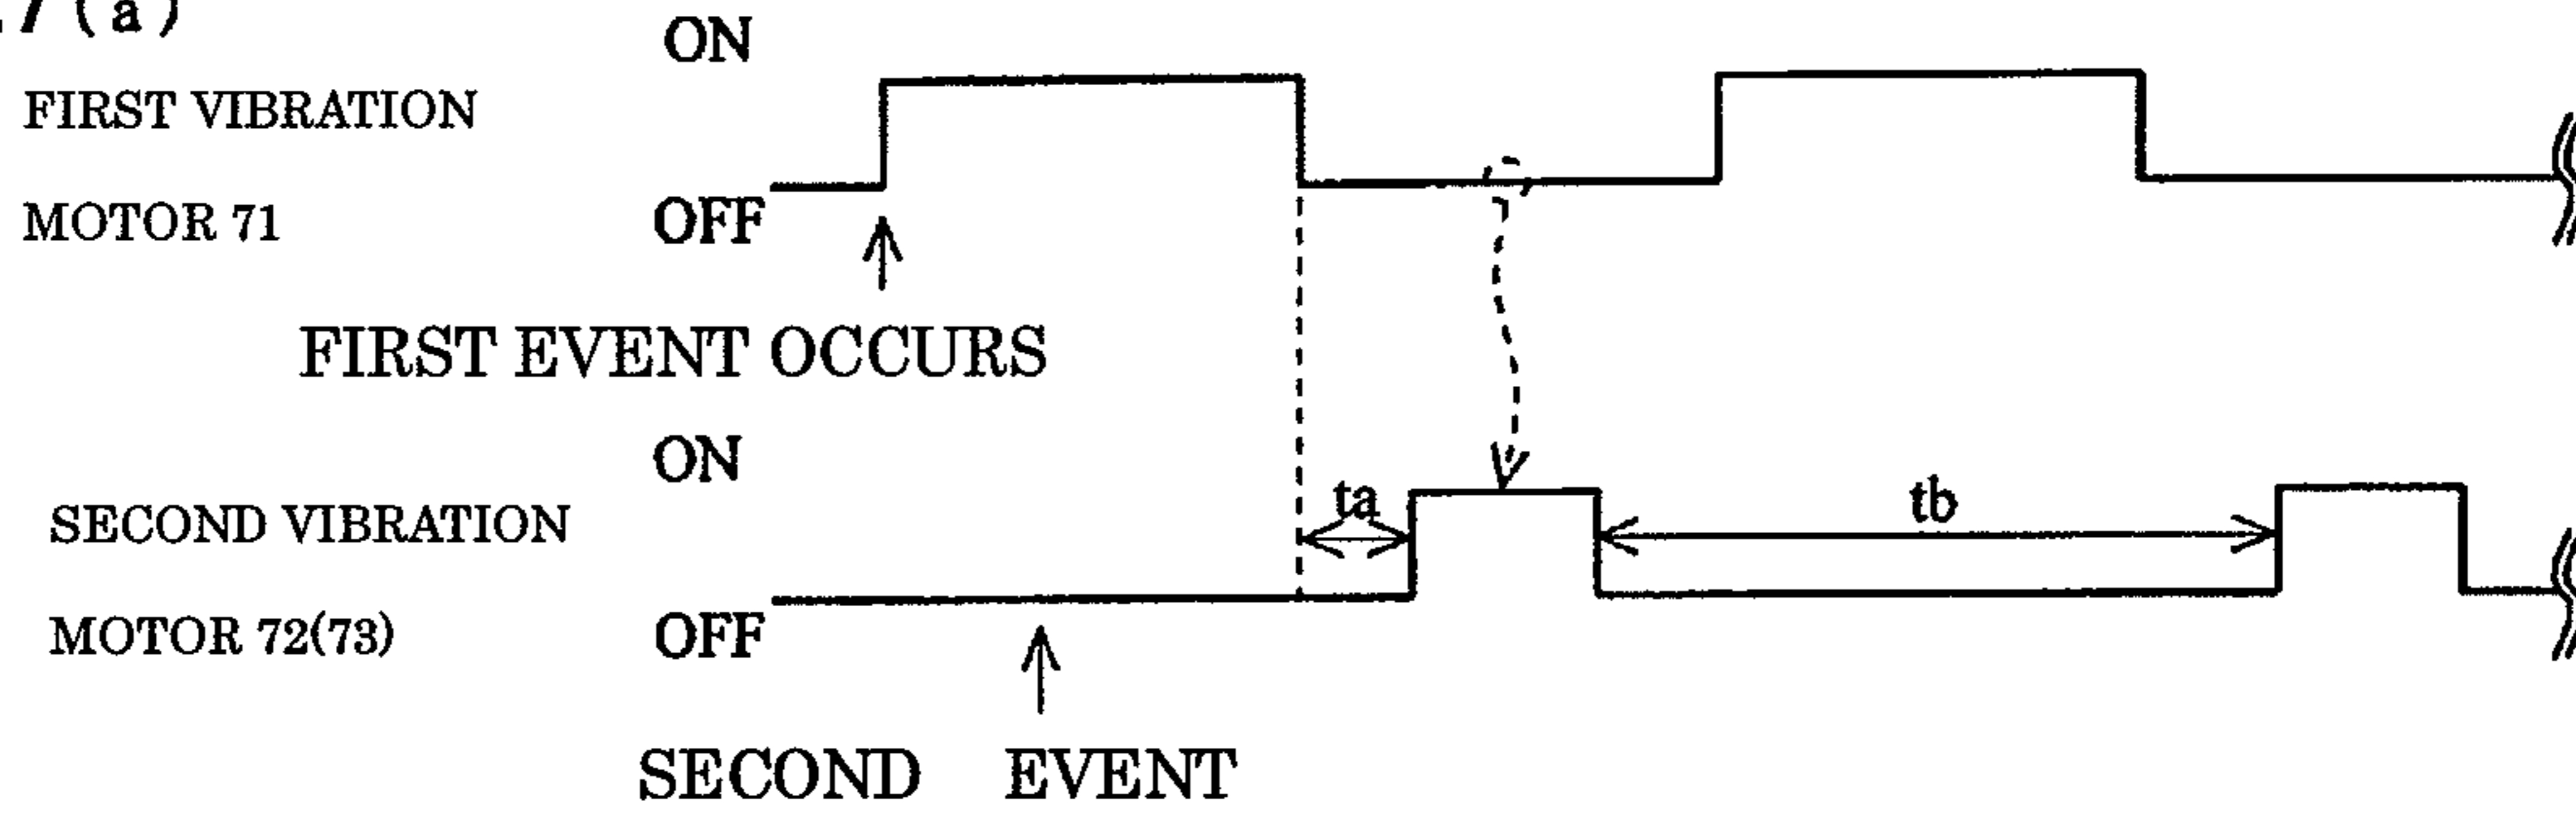 7 (a)
ON
FIRST VIBRATION
MOTOR 71
OFF
FIRST EVENT OCCURS
ON
ta
tb
SECOND VIBRATION
MOTOR 72(73)
OFF
SECOND EVENT